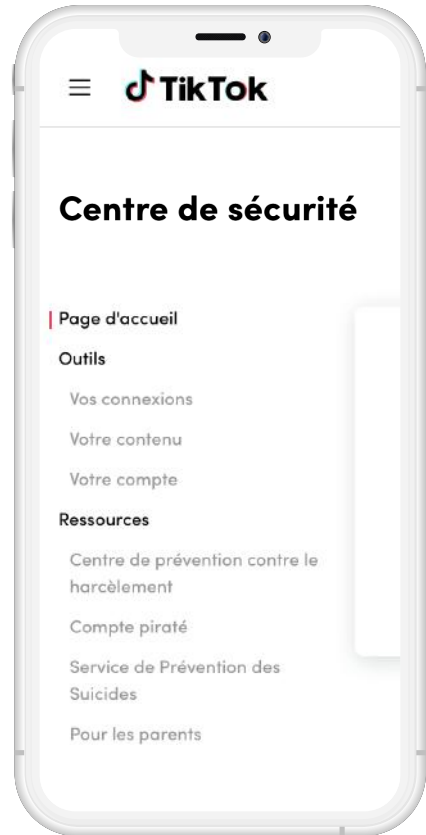 TikTok
Centre de sécurité
Page d'accueil
Outils
Vos connexions
Votre contenu
Votre compte
Ressources
Centre de prévention contre le
harcèlement
Compte piraté
Service de Prévention des
Suicides
Pour les parents